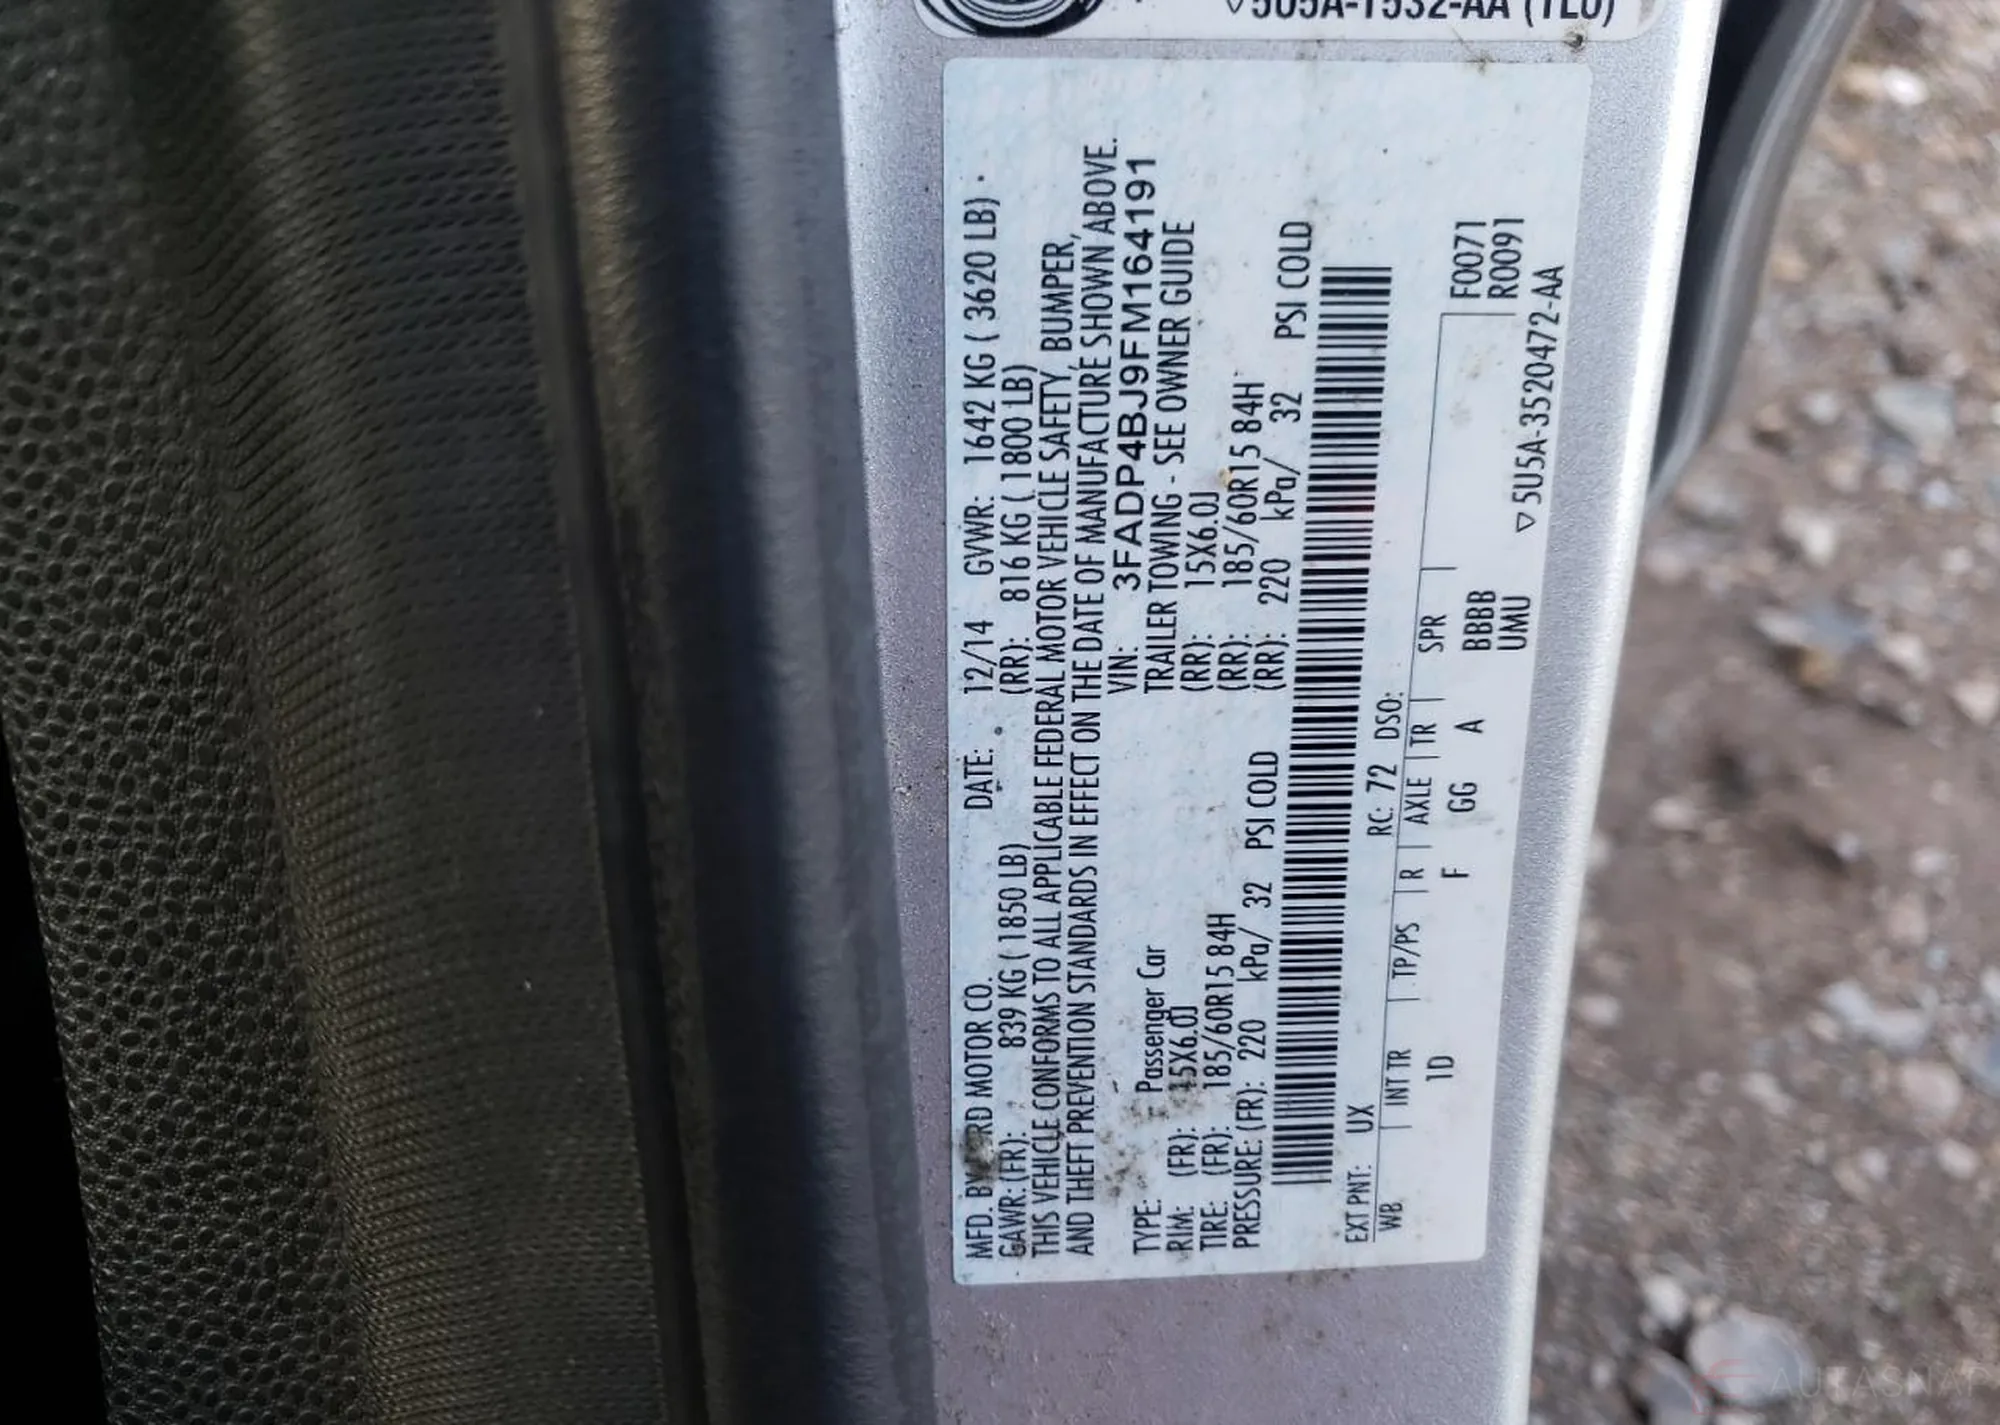 5U5A-1532-AA (TLU)
MFD. BY FORD MOTOR CO. DATE: 12/14 GVWR: 1642 KG ( 3620 LB)
GAWR: (FR): 839 KG ( 1850 LB) (RR): 816 KG ( 1800 LB)
THIS VEHICLE CONFORMS TO ALL APPLICABLE FEDERAL MOTOR VEHICLE SAFETY, BUMPER,
AND THEFT PREVENTION STANDARDS IN EFFECT ON THE DATE OF MANUFACTURE SHOWN ABOVE.
VIN: 3FADP4BJ9FM164191
TYPE: Passenger Car TRAILER TOWING - SEE OWNER GUIDE
RIM: (FR): 15X6.0J (RR): 15X6.0J
TIRE: (FR): 185/60R15 84H (RR): 185/60R15 84H
PRESSURE: (FR): 220 kPa/ 32 PSI COLD (RR): 220 kPa/ 32 PSI COLD
EXT PNT: UX RC: 72 DSO:
WB INT TR TP/PS R AXLE TR SPR
1D F GG A BBBB F0071
UMU R0091
▽5U5A-3520472-AA
AUTASNAP